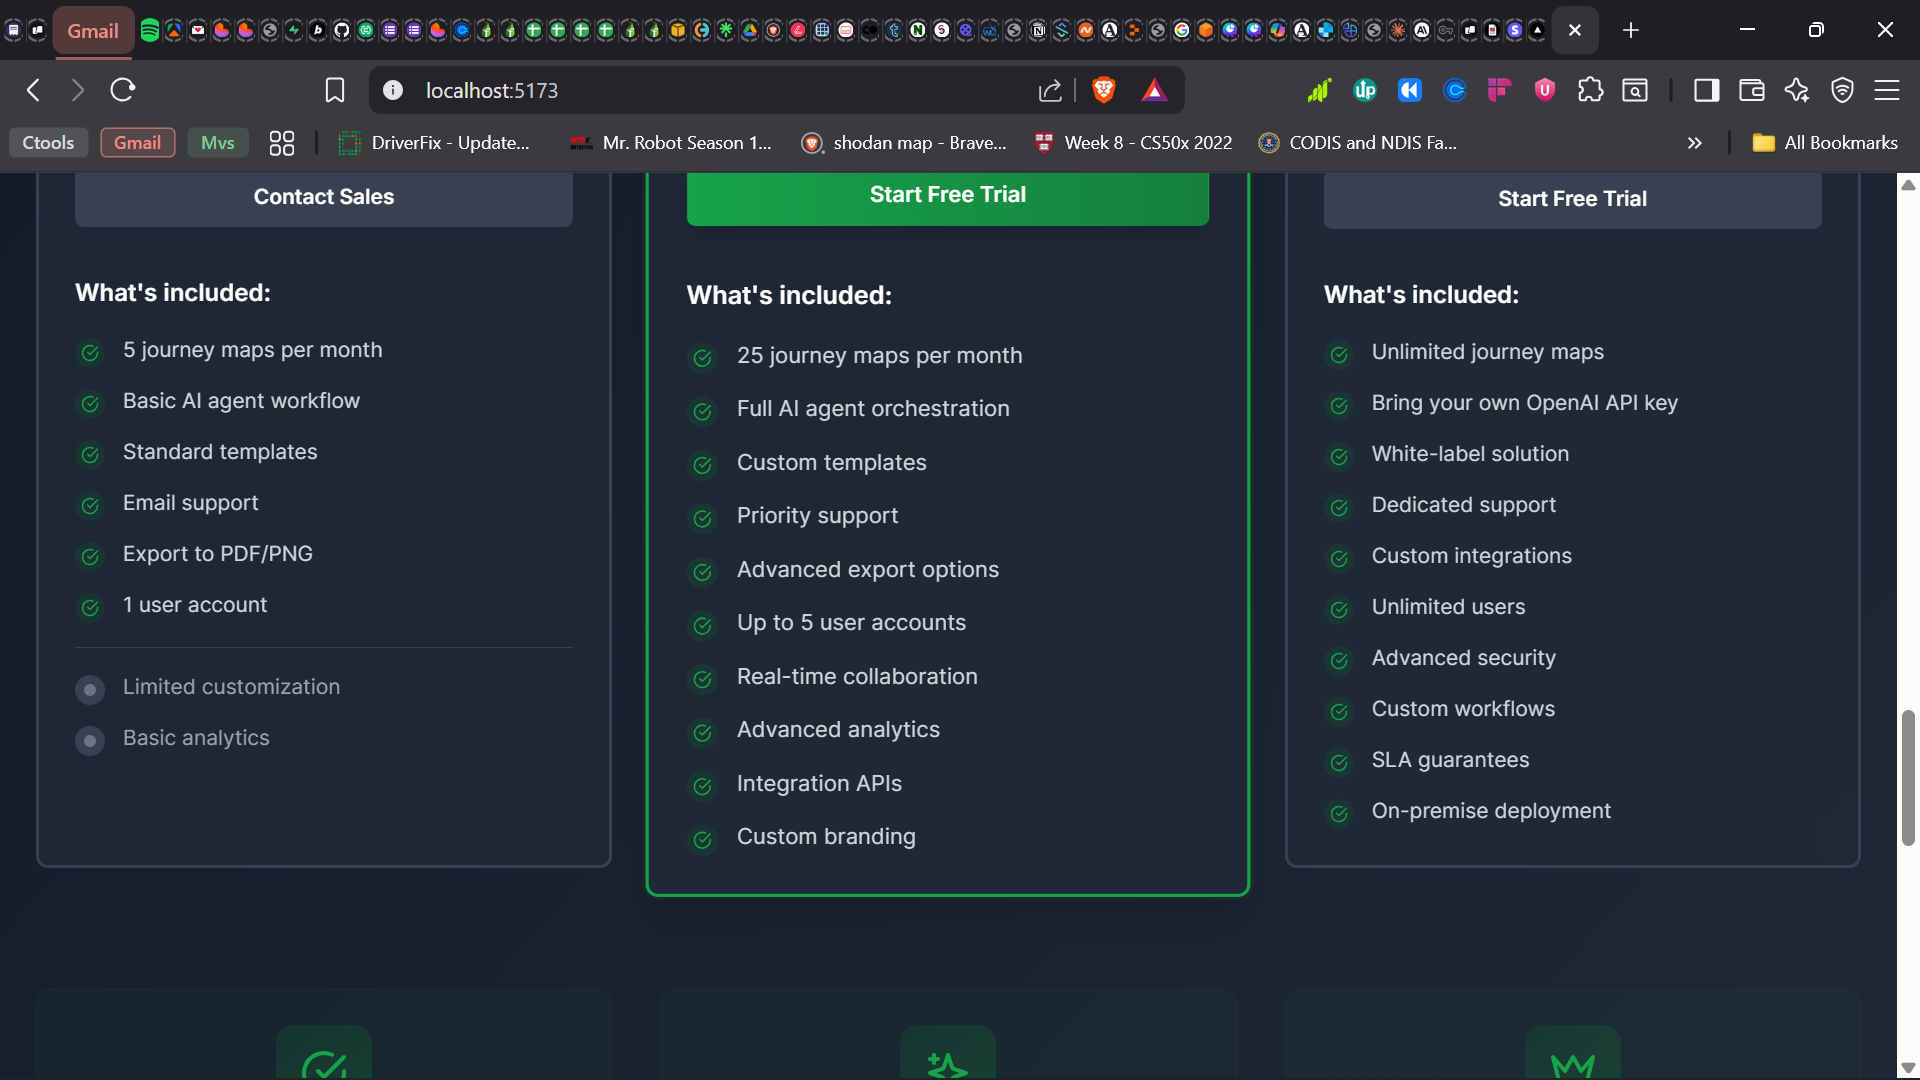 Gmail
localhost:5173
Ctools
Gmail
Mvs
DriverFix - Update...
Mr. Robot Season 1...
shodan map - Brave...
Week 8 - CS50x 2022
CODIS and NDIS Fa...
All Bookmarks
Contact Sales
What's included:
5 journey maps per month
Basic AI agent workflow
Standard templates
Email support
Export to PDF/PNG
1 user account
Limited customization
Basic analytics
Start Free Trial
What's included:
25 journey maps per month
Full AI agent orchestration
Custom templates
Priority support
Advanced export options
Up to 5 user accounts
Real-time collaboration
Advanced analytics
Integration APIs
Custom branding
Start Free Trial
What's included:
Unlimited journey maps
Bring your own OpenAI API key
White-label solution
Dedicated support
Custom integrations
Unlimited users
Advanced security
Custom workflows
SLA guarantees
On-premise deployment